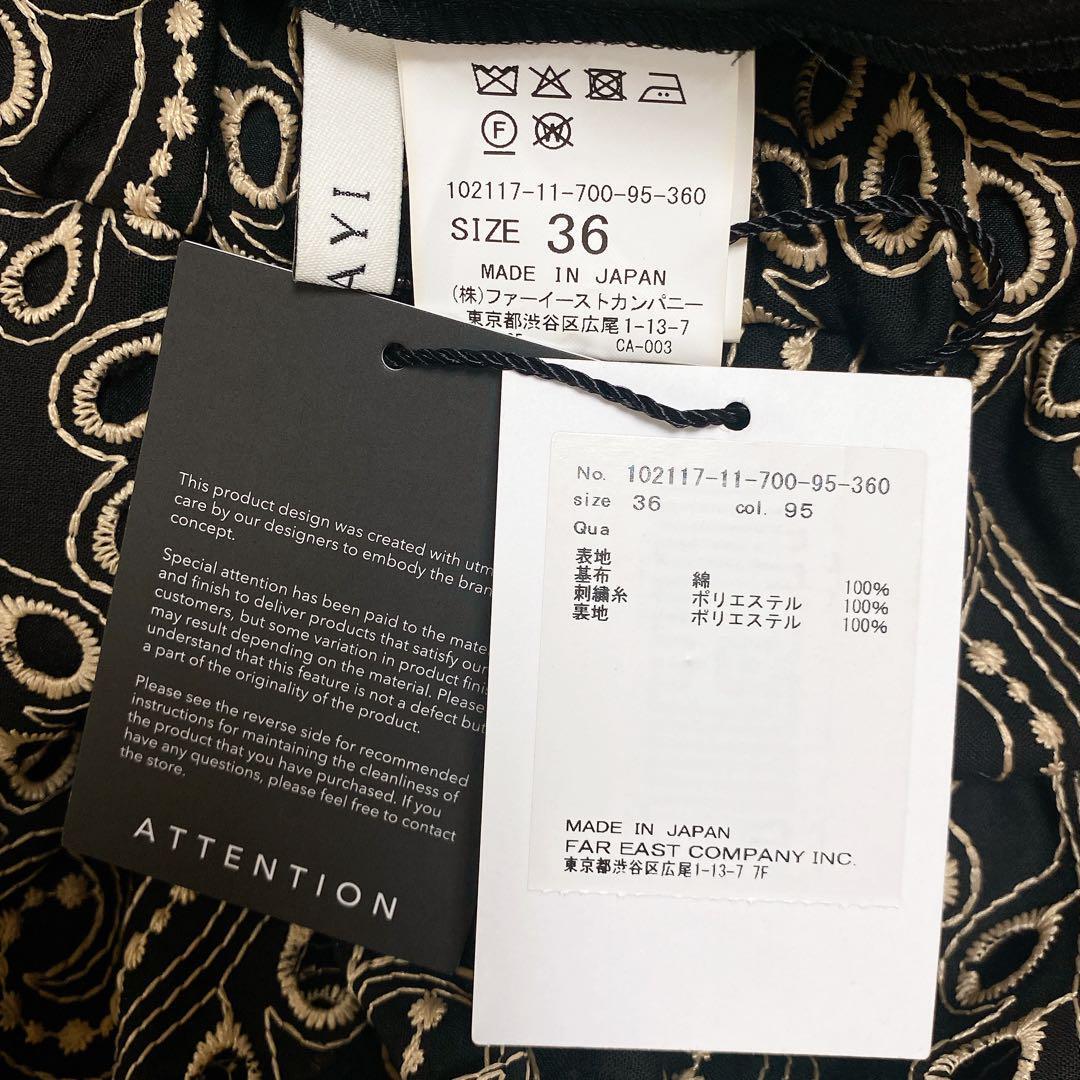 AYI
F
W
102117-11-700-95-360
SIZE 36
MADE IN JAPAN
(株)ファーイーストカンパニー
東京都渋谷区広尾1-13-7
CA-003
This product design was created with
care by our designers to embody the
concept.
Special attention has been paid to the
and finish to deliver products that satisfy our
customers, but some variation in product
may result depending on the material. Please
understand that this feature is not a defect but
a part of the originality of the product.
Please see the reverse side for recommended
instructions for maintaining the cleanliness of
the product that you have purchased. If you
have any questions, please feel free to contact
the store.
ATTENTION
No. 102117-11-700-95-360
size 36 col. 95
Qua
表地
基布 綿 100%
刺繍糸 ポリエステル 100%
裏地 ポリエステル 100%
MADE IN JAPAN
FAR EAST COMPANY INC.
東京都渋谷区広尾1-13-7 7F